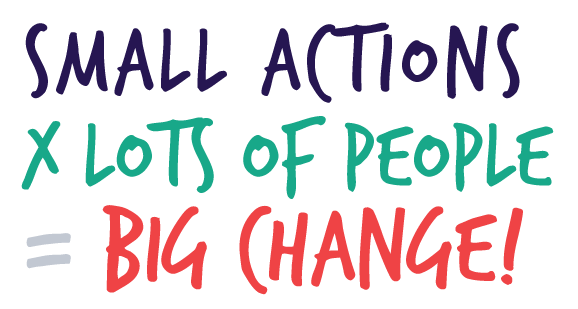 SMALL ACTIONS
X LOTS OF PEOPLE
= BIG CHANGE!